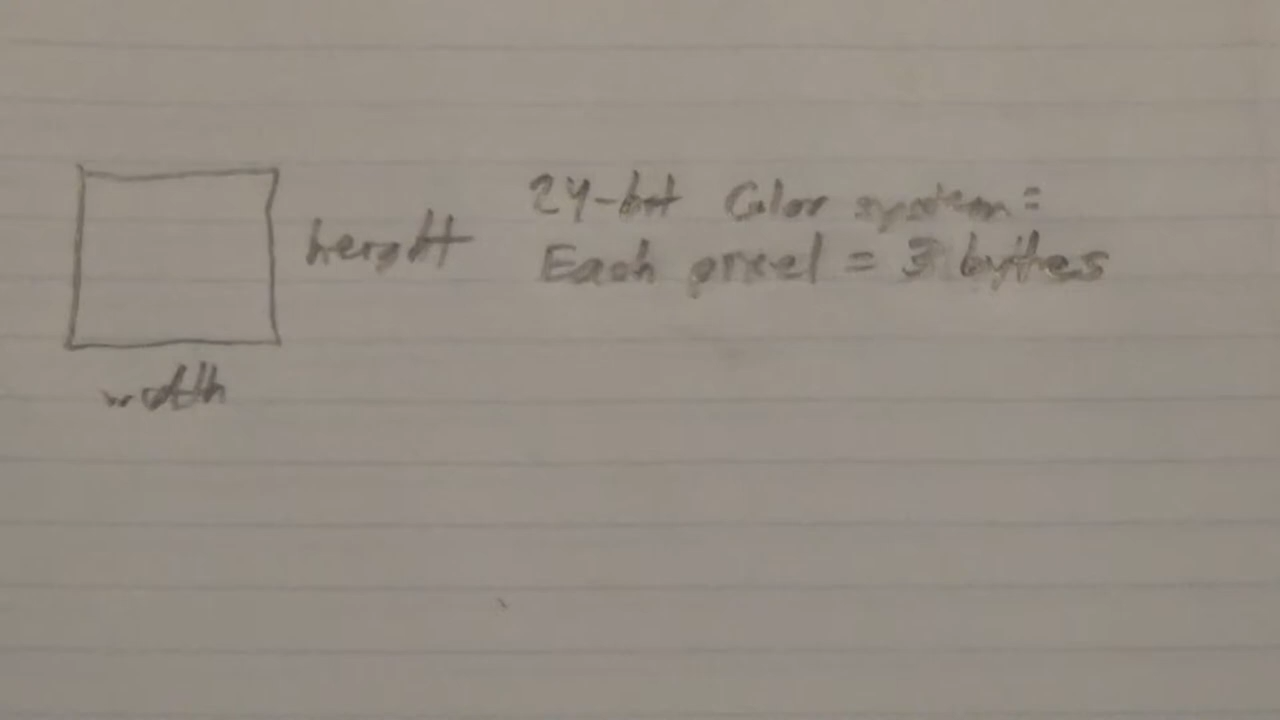 24-bit Color system:
Each pixel = 3 bytes
height
width